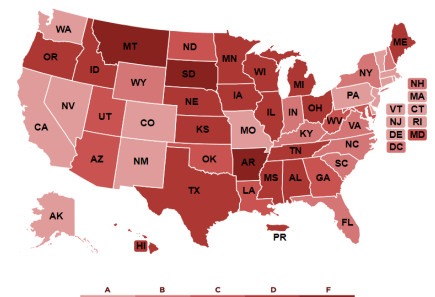 WA
MT
ND
MN
ME
OR
ID
SD
WI
MI
NY
WY
NE
IA
PA
NV
UT
CO
KS
MO
IL
IN
OH
WV
VA
KY
CA
AZ
NM
OK
AR
TN
NC
SC
TX
LA
MS
AL
GA
FL
AK
HI
PR
NH
MA
VT CT
NJ RI
DE MD
DC
A B C D F